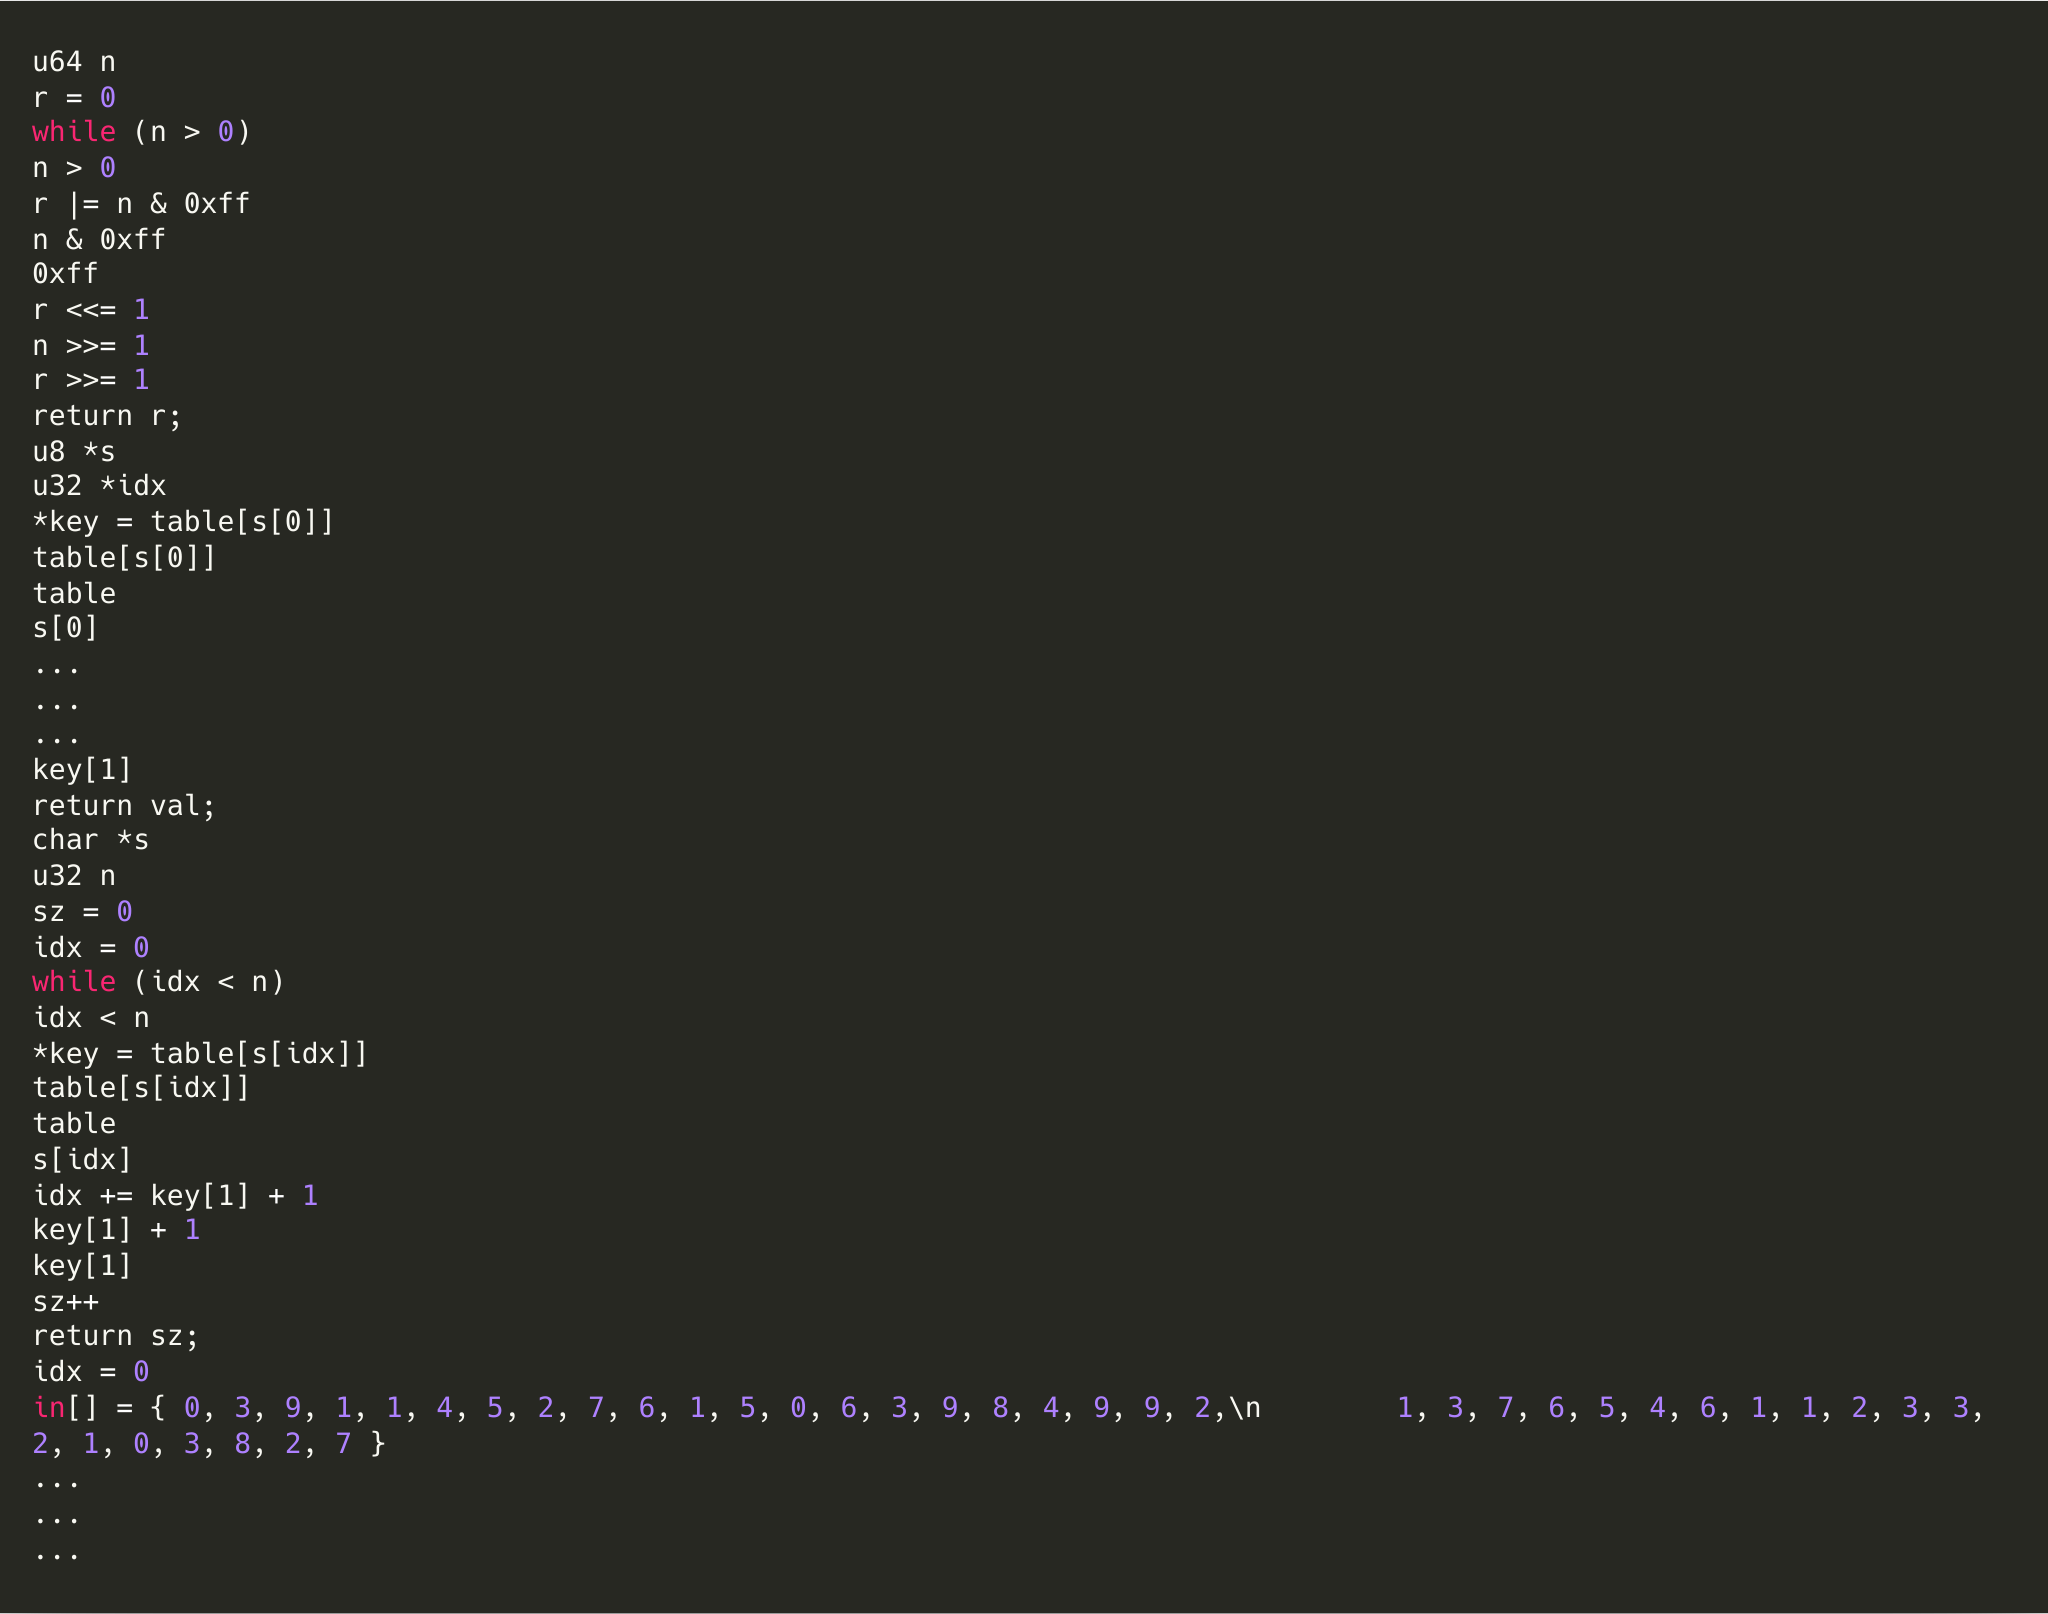 u64 n
r = 0
while (n > 0)
n > 0
r |= n & 0xff
n & 0xff
0xff
r <<= 1
n >>= 1
r >>= 1
return r;
u8 *s
u32 *idx
*key = table[s[0]]
table[s[0]]
table
s[0]
...
...
...
key[1]
return val;
char *s
u32 n
sz = 0
idx = 0
while (idx < n)
idx < n
*key = table[s[idx]]
table[s[idx]]
table
s[idx]
idx += key[1] + 1
key[1] + 1
key[1]
sz++
return sz;
idx = 0
in[] = { 0, 3, 9, 1, 1, 4, 5, 2, 7, 6, 1, 5, 0, 6, 3, 9, 8, 4, 9, 9, 2,\n        1, 3, 7, 6, 5, 4, 6, 1, 1, 2, 3, 3,
2, 1, 0, 3, 8, 2, 7 }
...
...
...